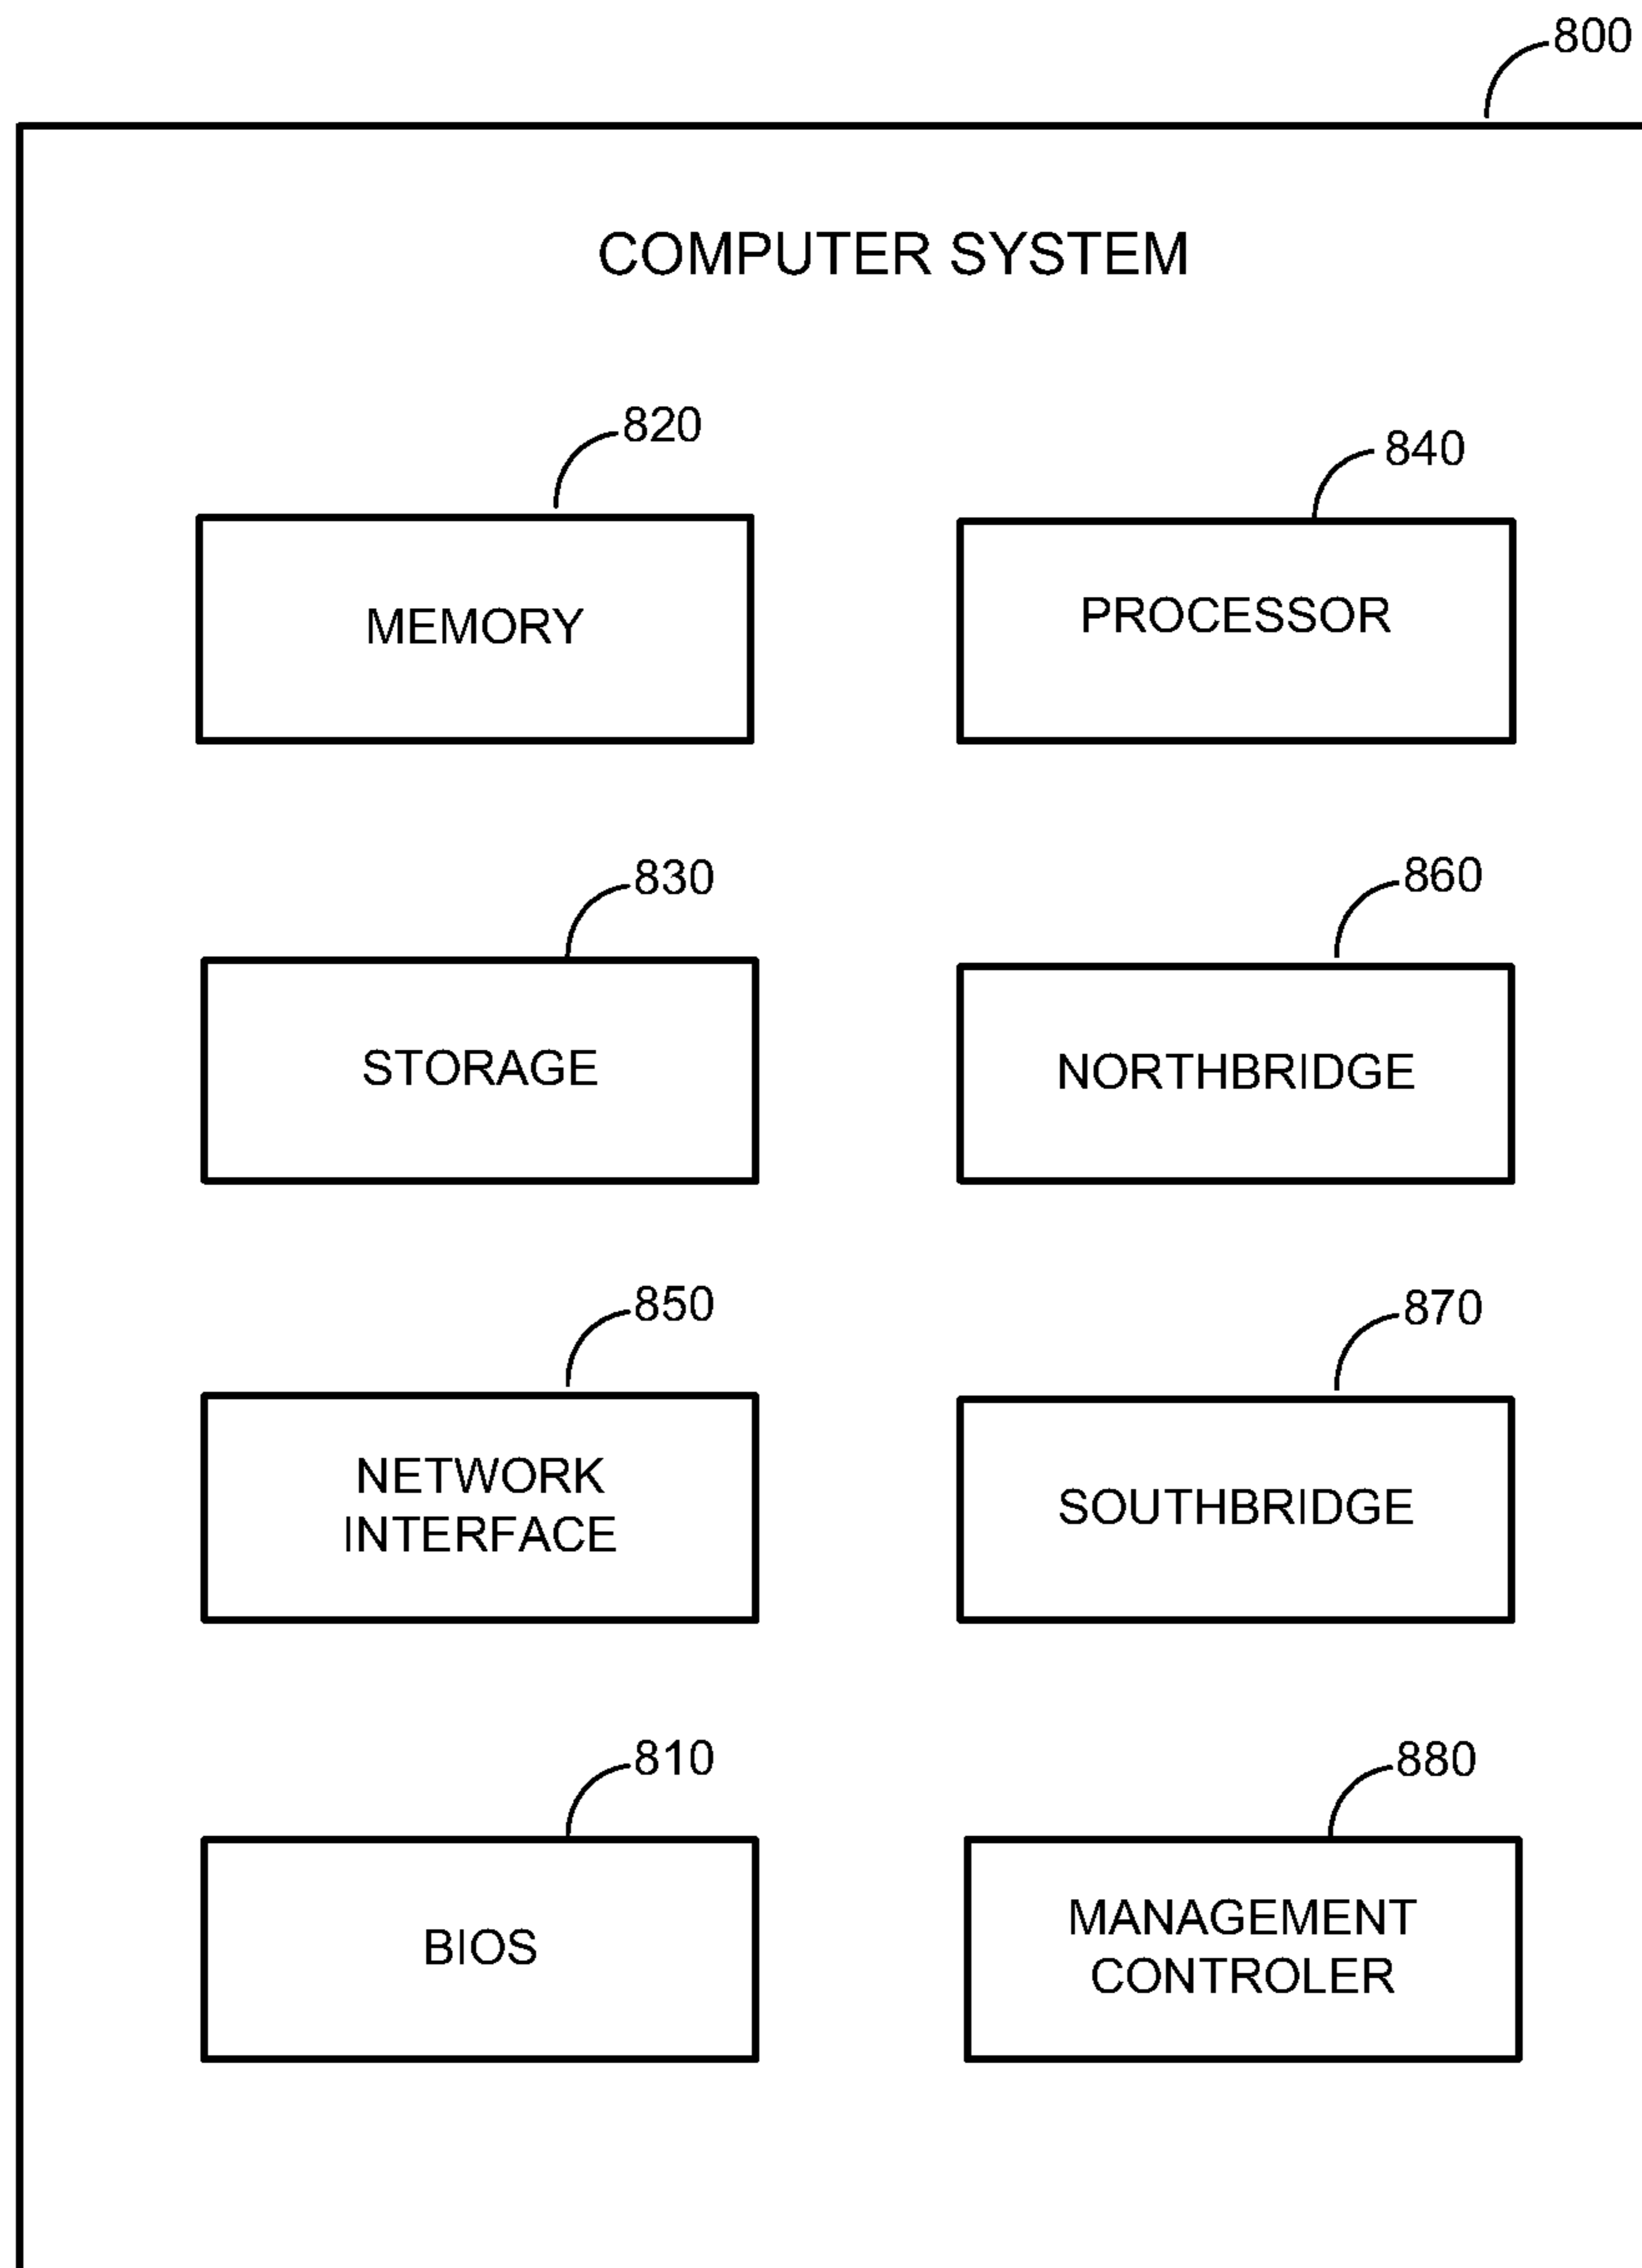 800
COMPUTER SYSTEM
820
840
MEMORY
PROCESSOR
830
860
STORAGE
NORTHBRIDGE
850
870
NETWORK
INTERFACE
SOUTHBRIDGE
810
880
BIOS
MANAGEMENT
CONTROLER